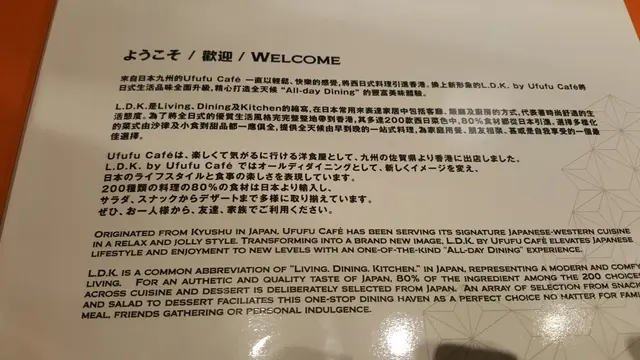 ようこそ / 歡迎 / WELCOME
來自日本九州的Ufufu Café 一直以輕鬆、快樂的感覺，將西日式料理引進香港。換上新形象的L.D.K. by Ufufu Café將
日式生活品味全面升級，精心打造全天候 "All-day Dining" 的豐富美味體驗。
L.D.K.是Living、Dining及Kitchen的縮寫，在日本常用來表達家居中包括客廳、飯廳及廚房的方式，代表著時尚舒適的生
活態度。為了將全日式的優質生活風格完完整整地帶到香港，其多達200款西日菜色中，80%食材都從日本引進。選擇多樣化
的菜式由沙律及小食到甜品都一應俱全，提供全天候由早到晚的一站式料理，為家庭用餐、朋友相聚、甚或是自我享受的一個最
佳選擇。
Ufufu Caféは、楽しくて気がるに行ける洋食屋として、九州の佐賀県より香港に出店しました。
L.D.K. by Ufufu Café ではオールディダイニングとして、新しくイメージを変え、
日本のライフスタイルと食事の楽しさを表現しています。
200種類の料理の80%の食材は日本より輸入し、
サラダ、スナックからデザートまで多様に取り揃えています。
ぜひ、お一人様から、友達、家族でご利用ください。
ORIGINATED FROM KYUSHU IN JAPAN, UFUFU CAFÉ HAS BEEN SERVING ITS SIGNATURE JAPANESE-WESTERN CUISINE
IN A RELAX AND JOLLY STYLE. TRANSFORMING INTO A BRAND NEW IMAGE, L.D.K. BY UFUFU CAFÉ ELEVATES JAPANESE
LIFESTYLE AND ENJOYMENT TO NEW LEVELS WITH AN ONE-OF-THE-KIND "ALL-DAY DINING" EXPERIENCE.
L.D.K. IS A COMMON ABBREVIATION OF "LIVING, DINING, KITCHEN," IN JAPAN, REPRESENTING A MODERN AND COMFY
LIVING. FOR AN AUTHETIC AND QUALITY TASTE OF JAPAN, 80% OF THE INGREDIENT AMONG THE 200 CHOICES
ACROSS CUISINE AND DESSERT IS DELIBERATELY SELECTED FROM JAPAN. AN ARRAY OF SELECTION FROM SNACK
AND SALAD TO DESSERT FACILIATES THIS ONE-STOP DINING HAVEN AS A PERFECT CHOICE NO MATTER FOR FAMI
MEAL, FRIENDS GATHERING OR PERSONAL INDULGENCE.